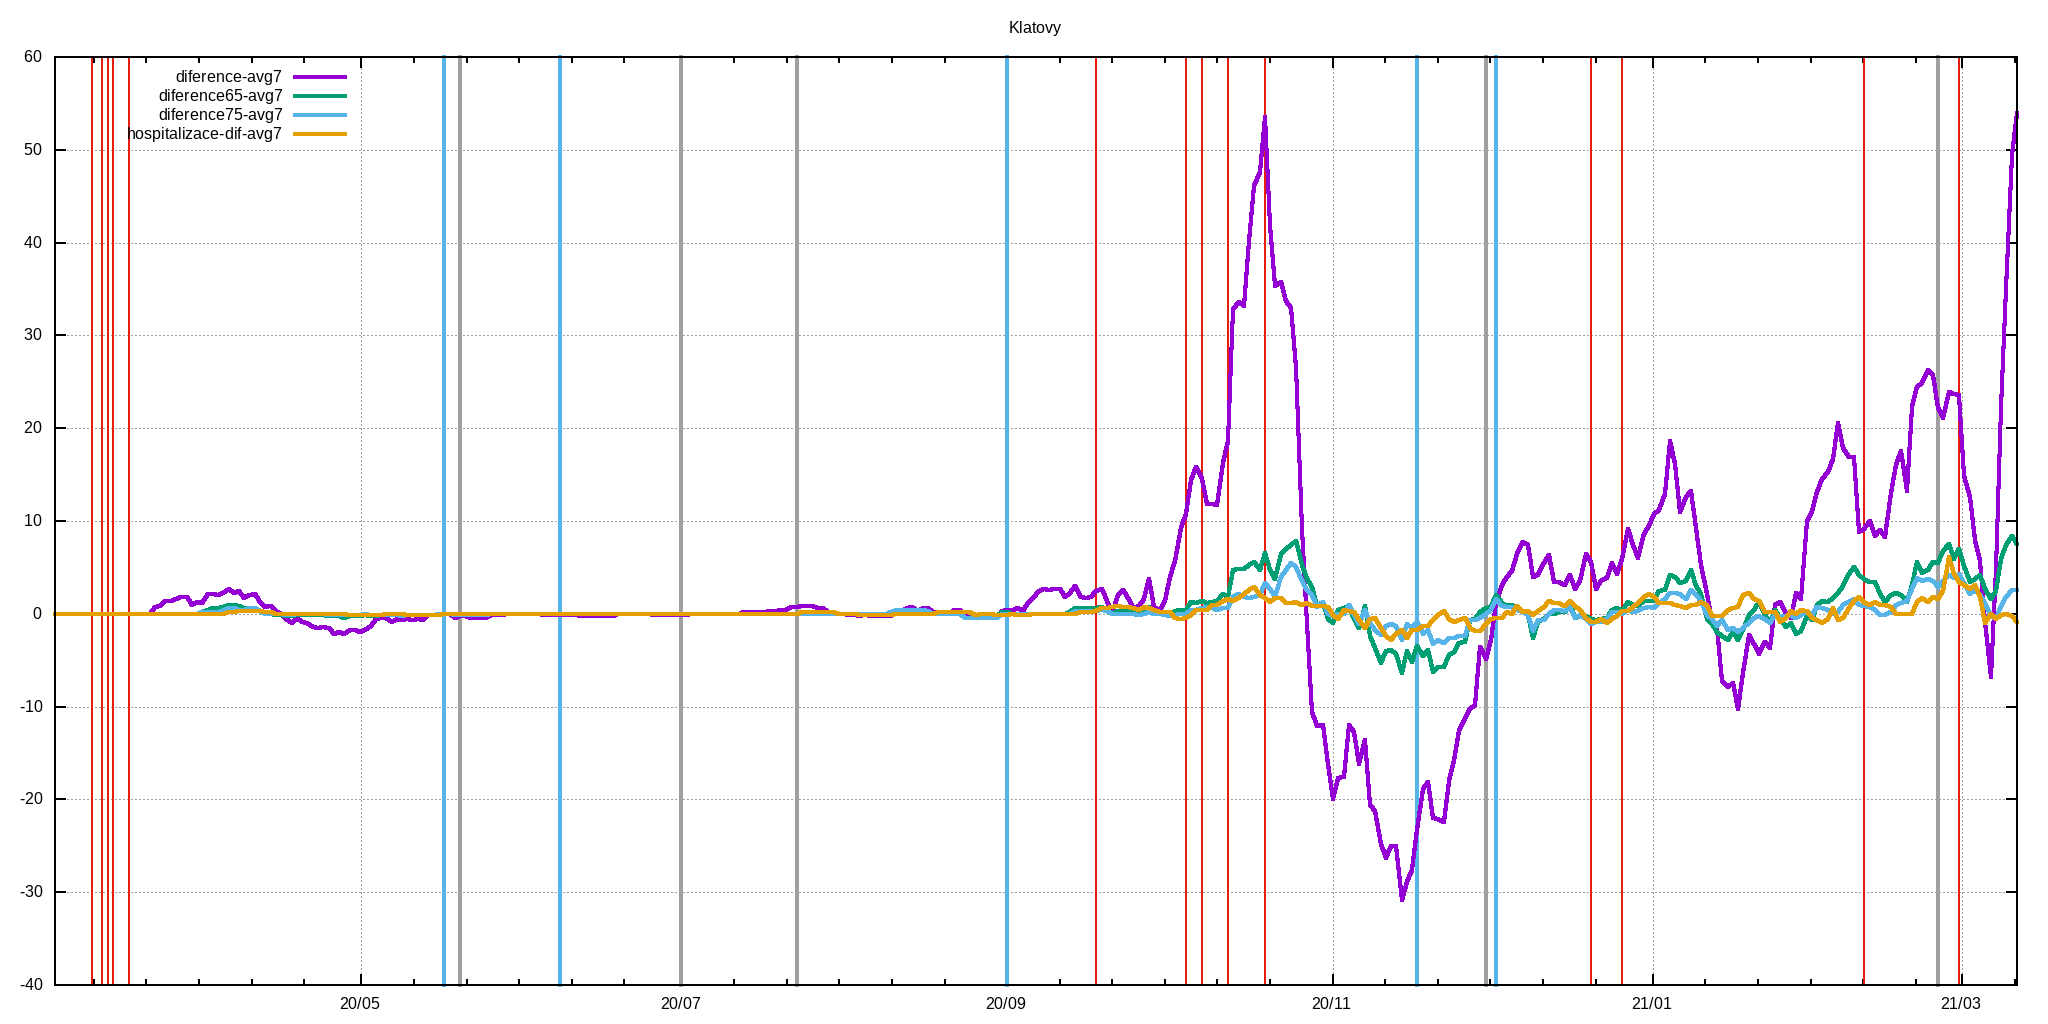 Klatovy
60
diference-avg7
diference65-avg7
diference75-avg7
hospitalizace-dif-avg7
50
40
30
20
10
0
-10
-20
-30
-40
20/05 20/07 20/09 20/11 21/01 21/03